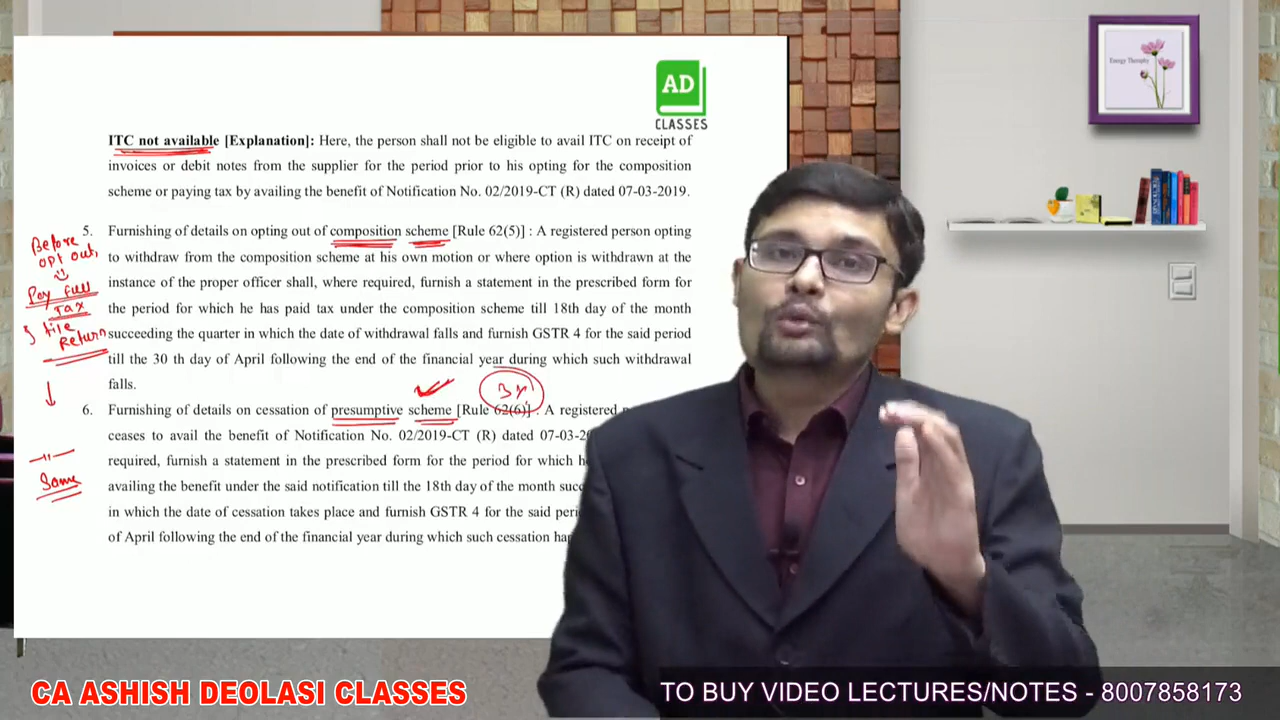 AD
CLASSES
ITC not available [Explanation]: Here, the person shall not be eligible to avail ITC on receipt of
invoices or debit notes from the supplier for the period prior to his opting for the composition
scheme or paying tax by availing the benefit of Notification No. 02/2019-CT (R) dated 07-03-2019.
5. Furnishing of details on opting out of composition scheme [Rule 62(5)] : A registered person opting
to withdraw from the composition scheme at his own motion or where option is withdrawn at the
instance of the proper officer shall, where required, furnish a statement in the prescribed form for
the period for which he has paid tax under the composition scheme till 18th day of the month
succeeding the quarter in which the date of withdrawal falls and furnish GSTR 4 for the said period
till the 30 th day of April following the end of the financial year during which such withdrawal
falls.
Before
opt out,
Pay full
Tax
& file
Return
3%
6. Furnishing of details on cessation of presumptive scheme [Rule 62(6)] : A registered
ceases to avail the benefit of Notification No. 02/2019-CT (R) dated
required, furnish a statement in the prescribed form for the period for which
availing the benefit under the said notification till the 18th day of the month
in which the date of cessation takes place and furnish GSTR 4 for the said
of April following the end of the financial year during which such cessation
Same
Energy Theraphy
CA ASHISH DEOLASI CLASSES
TO BUY VIDEO LECTURES/NOTES - 8007858173